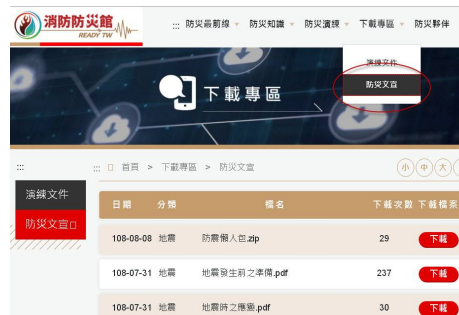 消防防災館
READY TW
::: 防災最前線 防災知識 防災演練 下載專區 防災夥伴
演練文件
防災文宣
下載專區
:::
::: 首頁 > 下載專區 > 防災文宣
小 中 大
演練文件
防災文宣
日期 分類 檔名 下載次數 下載檔案
108-08-08 地震 防震懶人包.zip 29 下載
108-07-31 地震 地震發生前之準備.pdf 237 下載
108-07-31 地震 地震時之應變.pdf 30 下載